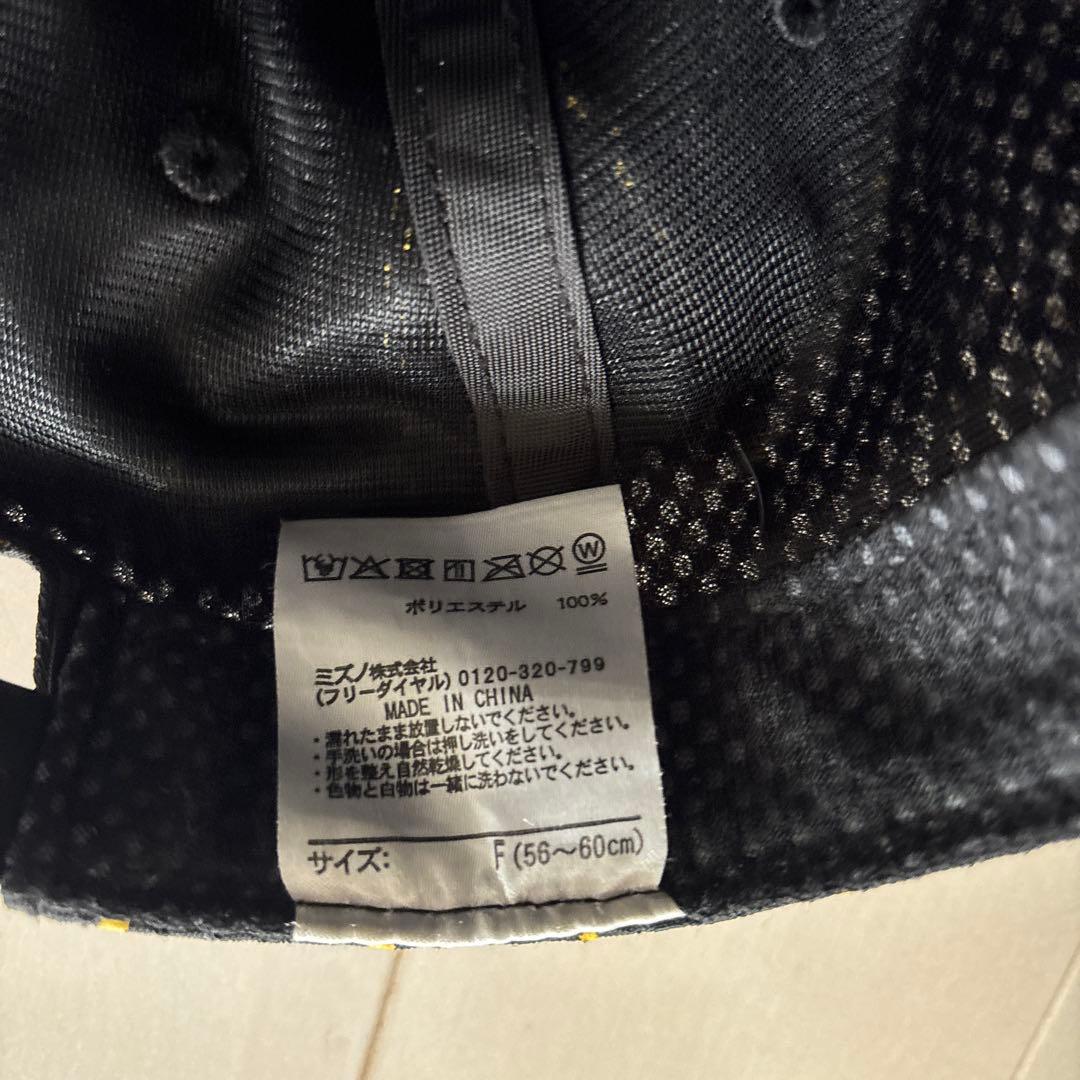 W
ポリエステル 100%
ミズノ株式会社
(フリーダイヤル) 0120-320-799
MADE IN CHINA
・濡れたまま放置しないでください。
・手洗いの場合は押し洗いをしてください。
・形を整え自然乾燥してください。
・色物と白物は一緒に洗わないでください。
サイズ: F(56~60cm)